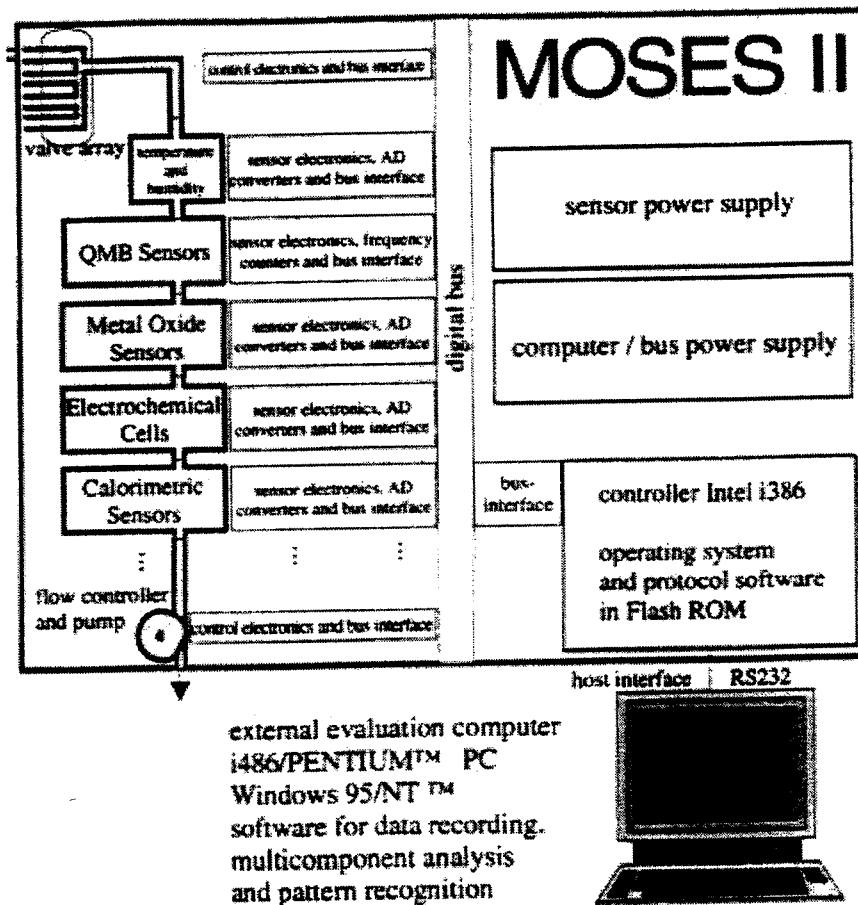 MOSES II
control electronics and bus interface
valve array
temperature
and
humidity
sensor electronics, AD
converters and bus interface
QMB Sensors
sensor electronics, frequency
counters and bus interface
Metal Oxide
Sensors
sensor electronics, AD
converters and bus interface
Electrochemical
Cells
sensor electronics, AD
converters and bus interface
Calorimetric
Sensors
sensor electronics, AD
converters and bus interface
flow controller
and pump
control electronics and bus interface
digital bus
sensor power supply
computer / bus power supply
bus-
interface
controller Intel i386
operating system
and protocol software
in Flash ROM
host interface
RS232
external evaluation computer
i486/PENTIUM™ PC
Windows 95/NT ™
software for data recording.
multicomponent analysis
and pattern recognition